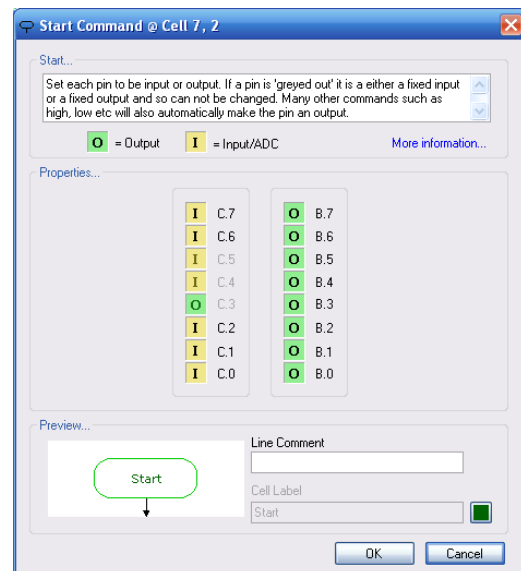 Start Command @ Cell 7, 2
Start...
Set each pin to be input or output. If a pin is 'greyed out' it is a either a fixed input
or a fixed output and so can not be changed. Many other commands such as
high, low etc will also automatically make the pin an output.
O = Output I = Input/ADC More information...
Properties...
I C.7 O B.7
I C.6 O B.6
I C.5 O B.5
I C.4 O B.4
O C.3 O B.3
I C.2 O B.2
I C.1 O B.1
I C.0 O B.0
Preview...
Line Comment
Start
Cell Label
Start
OK Cancel